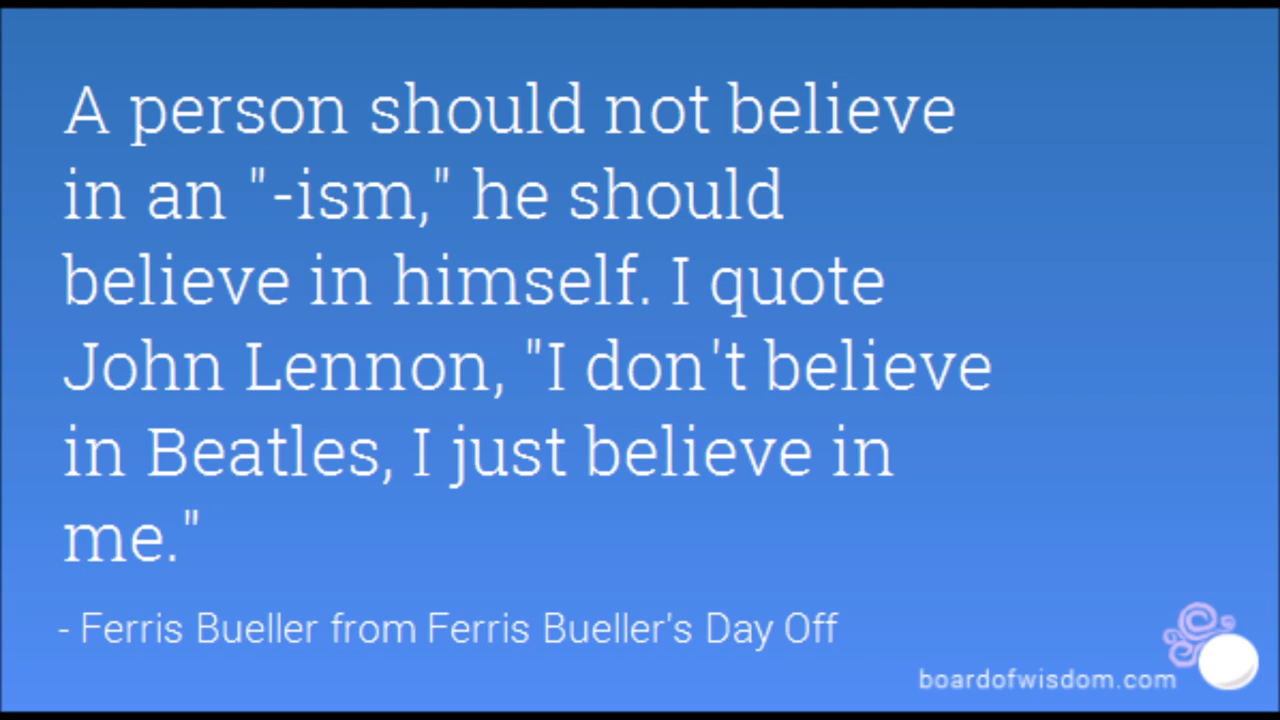 A person should not believe
in an "-ism," he should
believe in himself. I quote
John Lennon, "I don't believe
in Beatles, I just believe in
me."
- Ferris Bueller from Ferris Bueller's Day Off
boardofwisdom.com